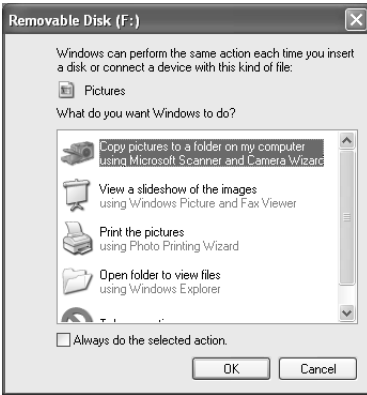 Removable Disk (F:)
Windows can perform the same action each time you insert
a disk or connect a device with this kind of file:
Pictures
What do you want Windows to do?
Copy pictures to a folder on my computer
using Microsoft Scanner and Camera Wizard
View a slideshow of the images
using Windows Picture and Fax Viewer
Print the pictures
using Photo Printing Wizard
Open folder to view files
using Windows Explorer
Always do the selected action.
OK
Cancel